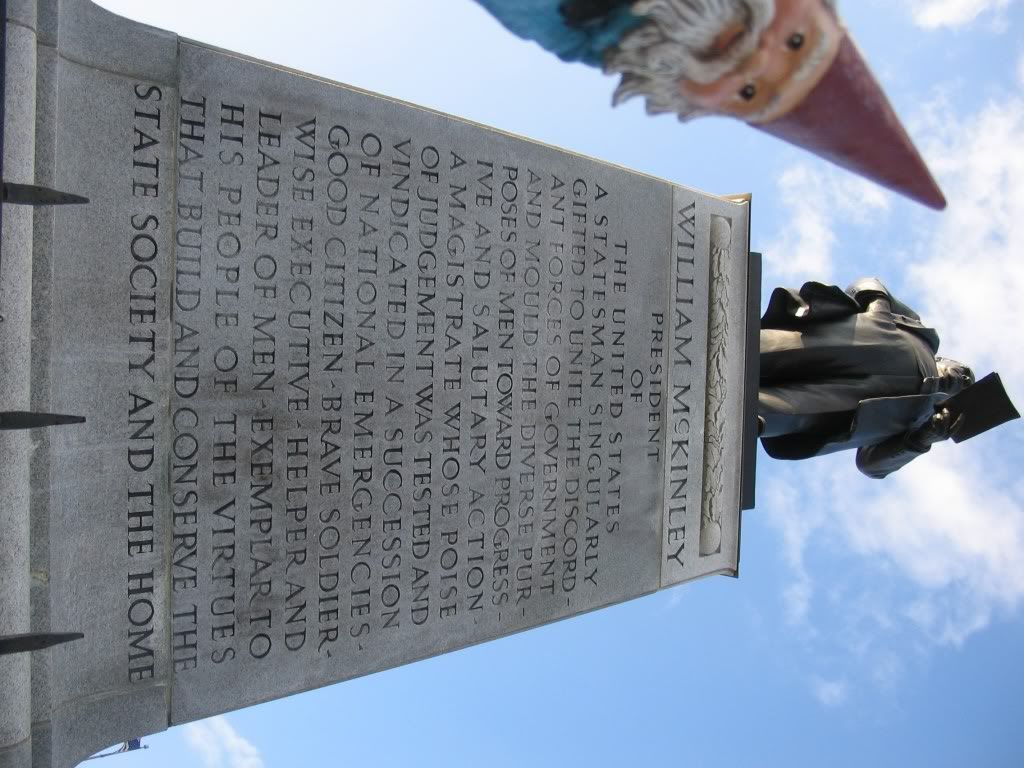 WILLIAM MCKINLEY
PRESIDENT
OF
THE UNITED STATES
A STATESMAN SINGULARLY
GIFTED TO UNITE THE DISCORD-
ANT FORCES OF GOVERNMENT
AND MOULD THE DIVERSE PUR-
POSES OF MEN TOWARD PROGRESS-
IVE AND SALUTARY ACTION-
A MAGISTRATE WHOSE POISE
OF JUDGEMENT WAS TESTED AND
VINDICATED IN A SUCCESSION
OF NATIONAL EMERGENCIES-
GOOD CITIZEN-BRAVE SOLDIER-
WISE EXECUTIVE-HELPER AND
LEADER OF MEN-EXEMPLAR TO
HIS PEOPLE OF THE VIRTUES
THAT BUILD AND CONSERVE THE
STATE SOCIETY AND THE HOME